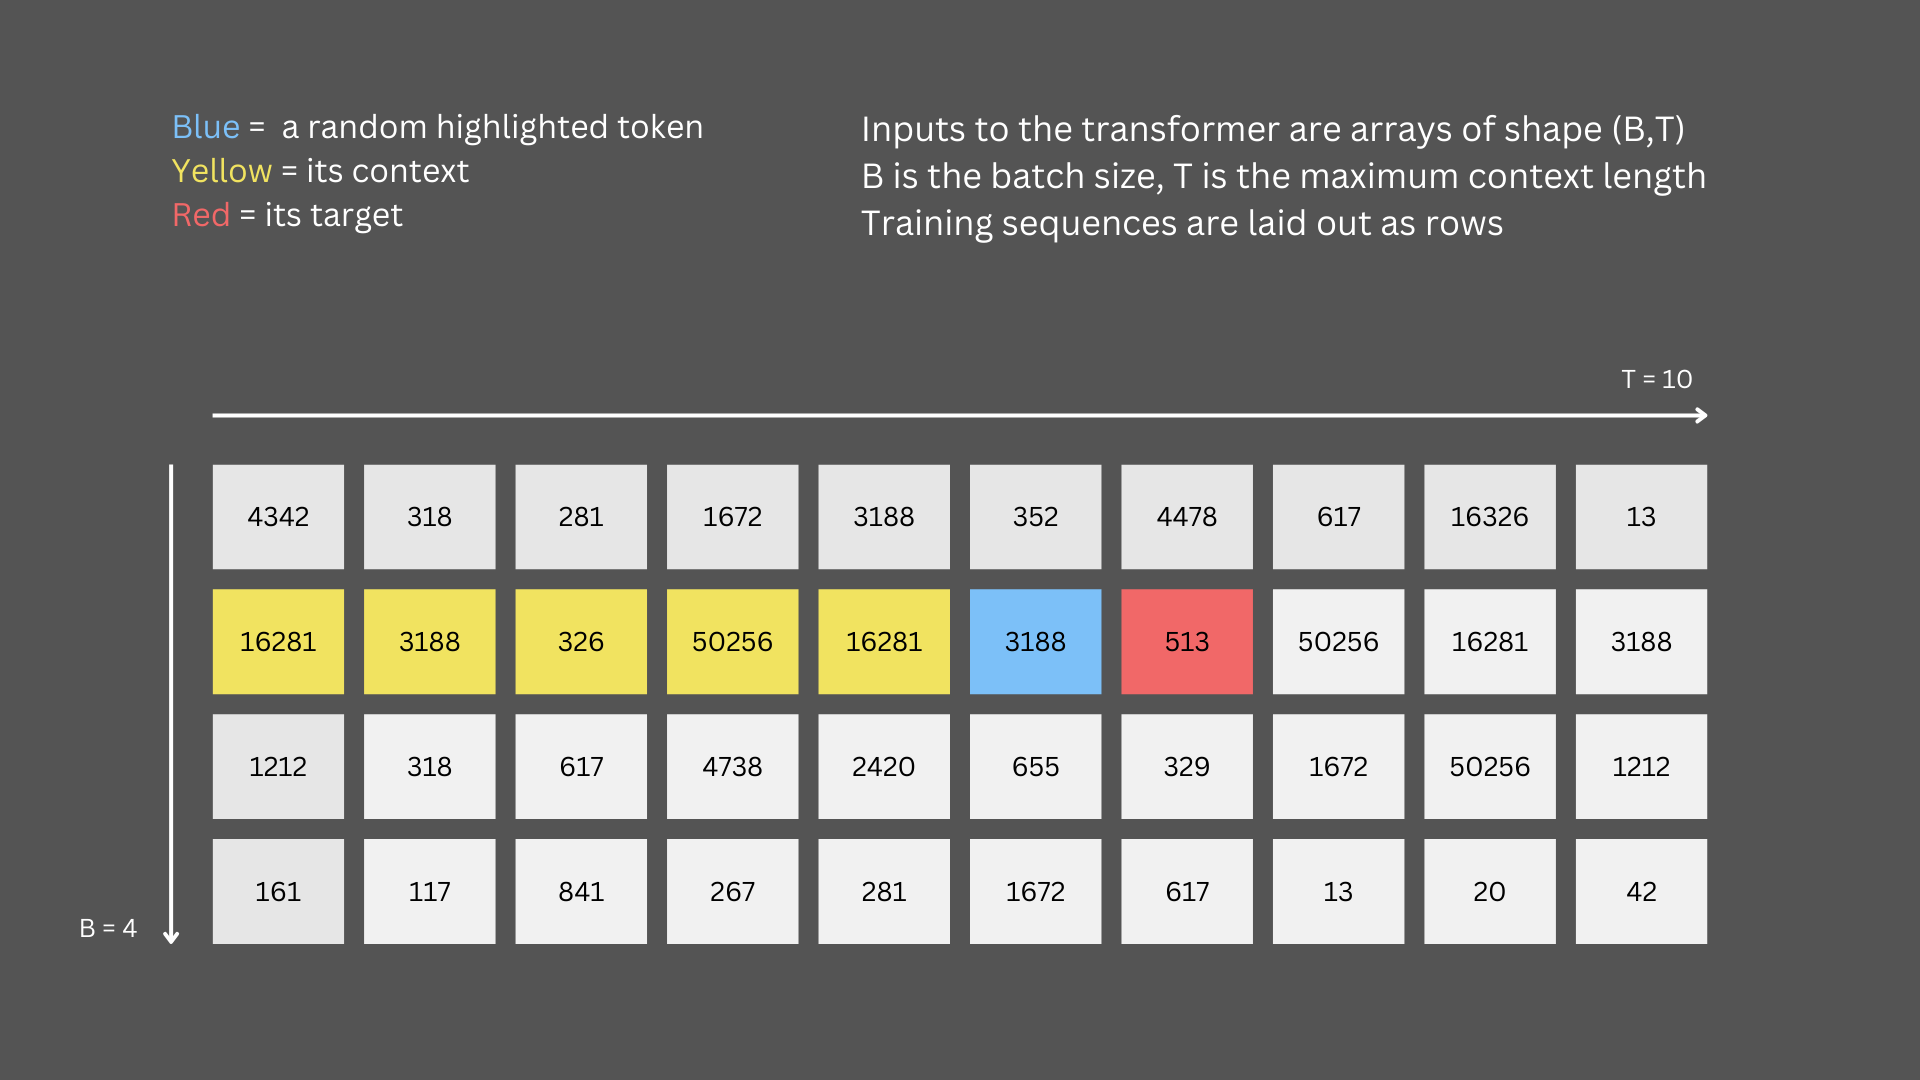 Blue = a random highlighted token
Yellow = its context
Red = its target
Inputs to the transformer are arrays of shape (B,T)
B is the batch size, T is the maximum context length
Training sequences are laid out as rows
T = 10
4342 318 281 1672 3188 352 4478 617 16326 13
16281 3188 326 50256 16281 3188 513 50256 16281 3188
1212 318 617 4738 2420 655 329 1672 50256 1212
161 117 841 267 281 1672 617 13 20 42
B = 4